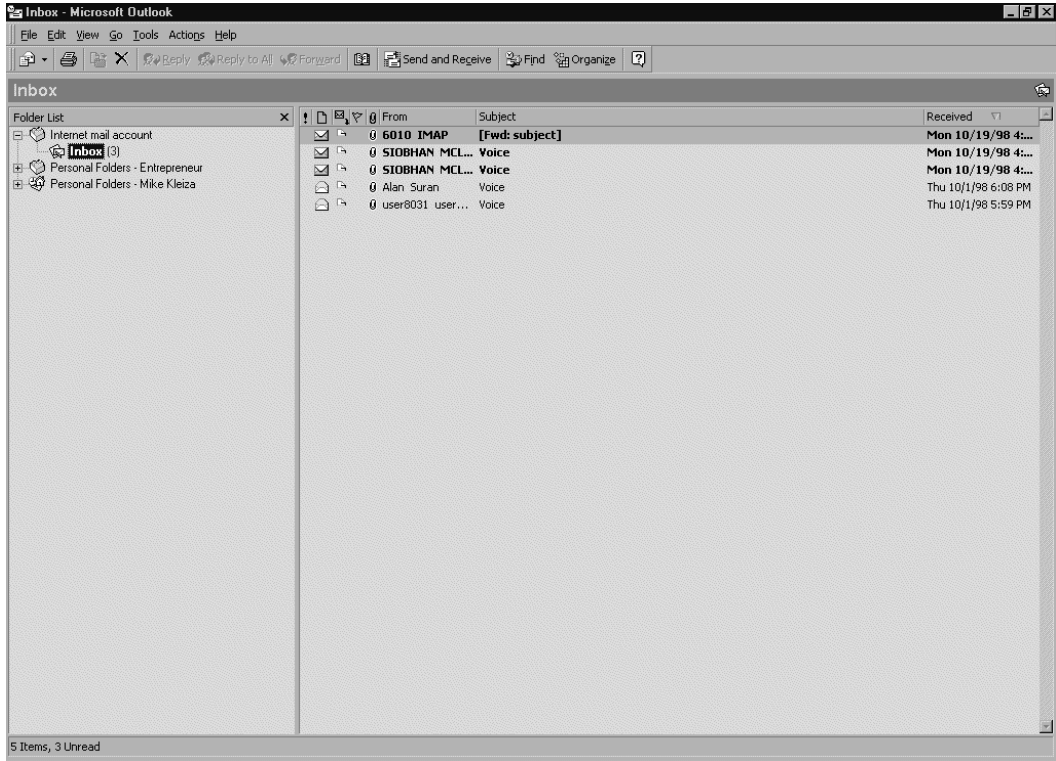 Inbox - Microsoft Outlook
File Edit View Go Tools Actions Help
Reply Reply to All Forward Send and Receive Find Organize
Inbox
Folder List
Internet mail account
Inbox (3)
Personal Folders - Entrepreneur
Personal Folders - Mike Kleiza
From Subject Received
6010 IMAP [Fwd: subject] Mon 10/19/98 4:...
SIOBHAN MCL... Voice Mon 10/19/98 4:...
SIOBHAN MCL... Voice Mon 10/19/98 4:...
Alan Suran Voice Thu 10/1/98 6:08 PM
user8031 user... Voice Thu 10/1/98 5:59 PM
5 Items, 3 Unread